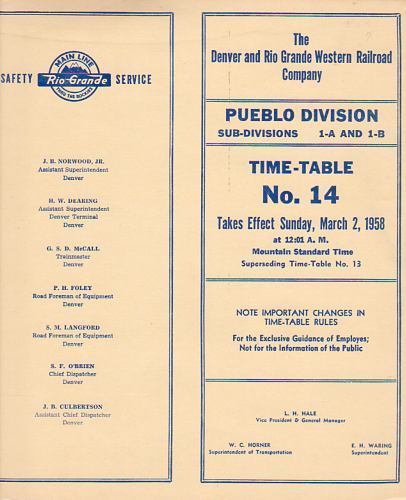 MAIN LINE
SAFETY Rio Grande SERVICE
THRU THE ROCKIES
J. B. NORWOOD, JR.
Assistant Superintendent
Denver
H. W. DEARING
Assistant Superintendent
Denver Terminal
Denver
G. S. D. McCALL
Trainmaster
Denver
P. H. FOLEY
Road Foreman of Equipment
Denver
S. M. LANGFORD
Road Foreman of Equipment
Denver
S. F. O'BRIEN
Chief Dispatcher
Denver
J. B. CULBERTSON
Assistant Chief Dispatcher
Denver
The
Denver and Rio Grande Western Railroad
Company
PUEBLO DIVISION
SUB-DIVISIONS 1-A AND 1-B
TIME-TABLE
No. 14
Takes Effect Sunday, March 2, 1958
at 12:01 A. M.
Mountain Standard Time
Superseding Time-Table No. 13
NOTE IMPORTANT CHANGES IN
TIME-TABLE RULES
For the Exclusive Guidance of Employes;
Not for the Information of the Public
L. H. HALE
Vice President & General Manager
W. C. HORNER
Superintendent of Transportation
E. H. WARING
Superintendent